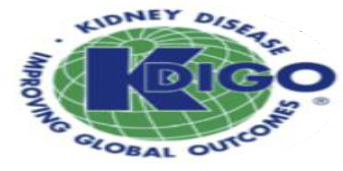 KIDNEY DISEASE
KDIGO
IMPROVING GLOBAL OUTCOMES
®